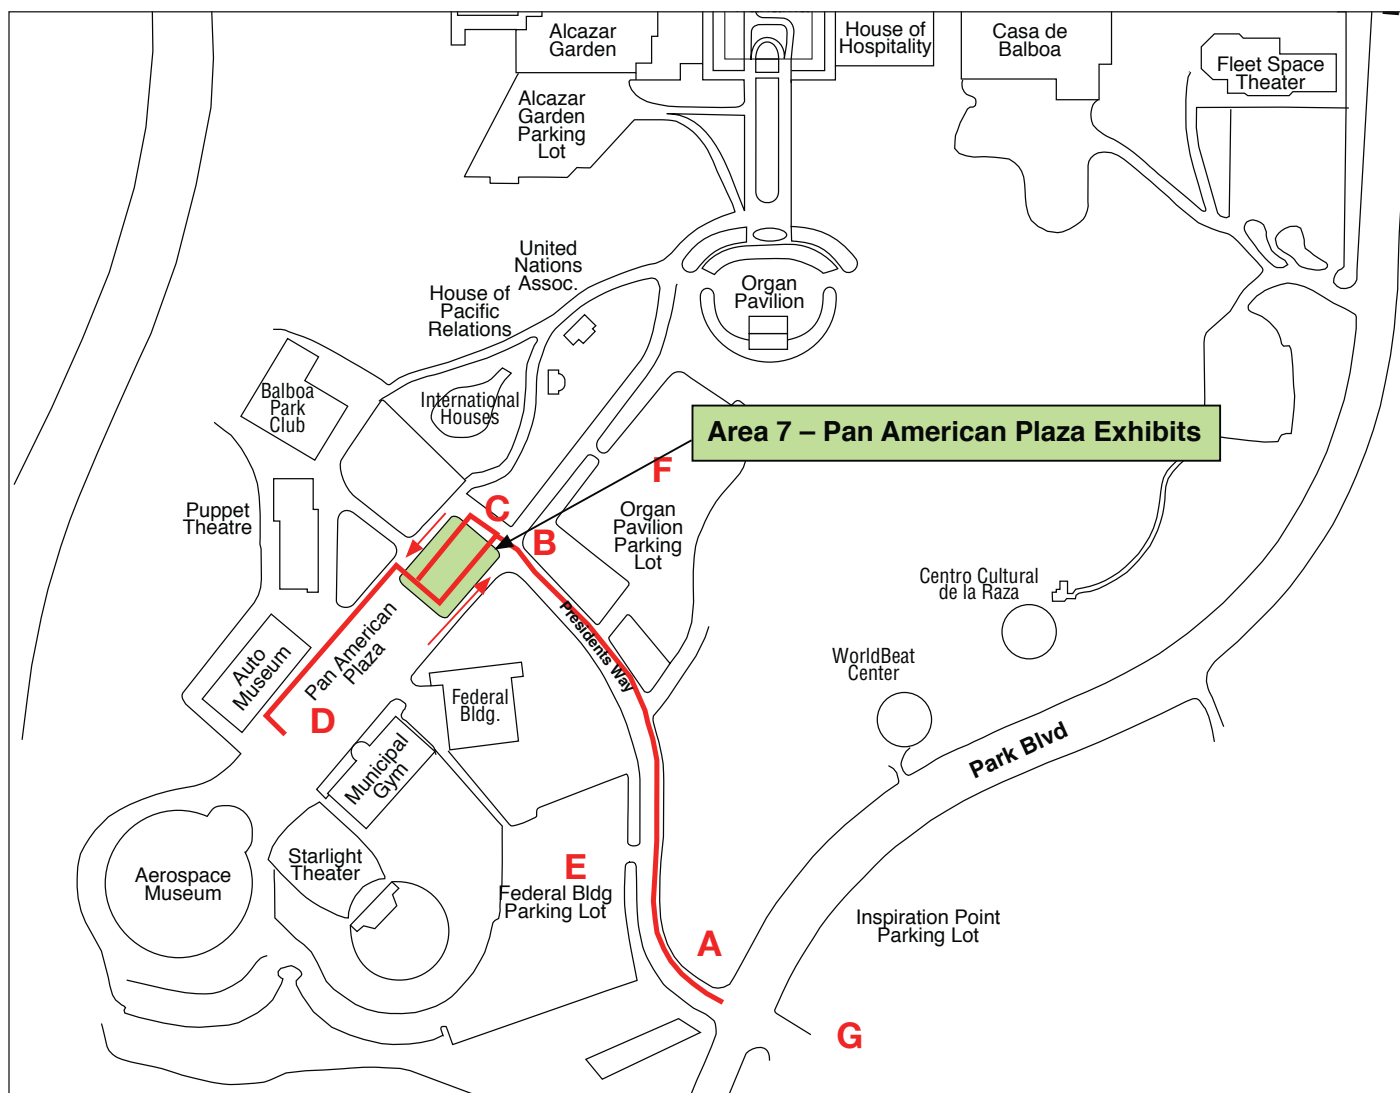 Alcazar
Garden
House of
Hospitality
Casa de
Balboa
Fleet Space
Theater
Alcazar
Garden
Parking
Lot
United
Nations
Assoc.
House of
Pacific
Relations
Organ
Pavilion
Balboa
Park
Club
International
Houses
Area 7 – Pan American Plaza Exhibits
F
C
B
Puppet
Theatre
Organ
Pavilion
Parking
Lot
Centro Cultural
de la Raza
Presidents Way
Pan American
Plaza
Auto
Museum
WorldBeat
Center
Federal
Bldg.
D
Park Blvd
Municipal
Gym
Starlight
Theater
Aerospace
Museum
E
Federal Bldg
Parking Lot
A
Inspiration Point
Parking Lot
G